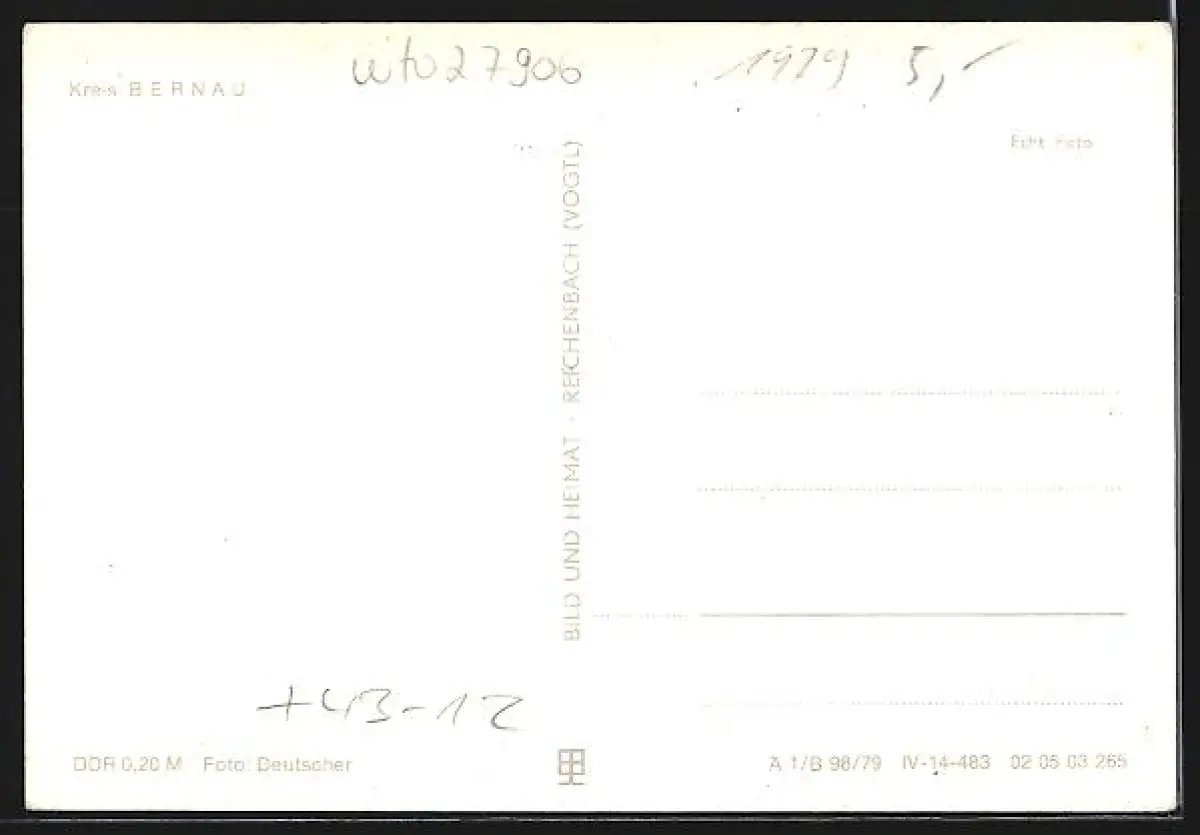 wto27906
1979 5,-
Kreis BERNAU
Echt Foto
BILD UND HEIMAT · REICHENBACH (VOGTL)
+43-12
DDR 0,20 M Foto: Deutscher
A 1/B 98/79 IV-14-483 02 05 03 265